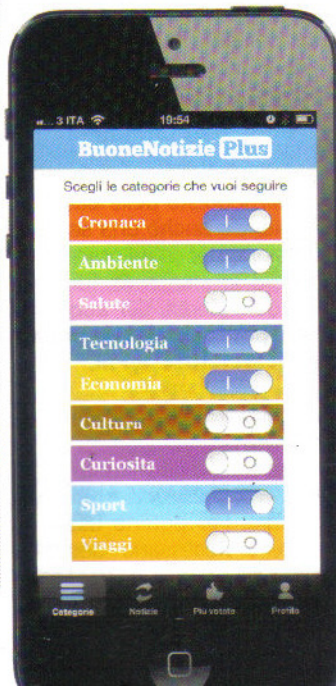 3 ITA 19:54
BuoneNotizie Plus
Scegli le categorie che vuoi seguire
Cronaca
Ambiente
Salute
Tecnologia
Economia
Cultura
Curiosita
Sport
Viaggi
Categorie Notizie Più votate Profilo